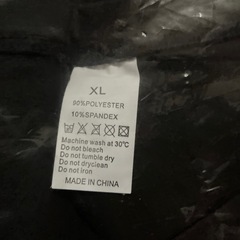 XL
90%POLYESTER
10%SPANDEX
Machine wash at 30℃
Do not bleach
Do not tumble dry
Do not dryclean
Do not iron
MADE IN CHINA